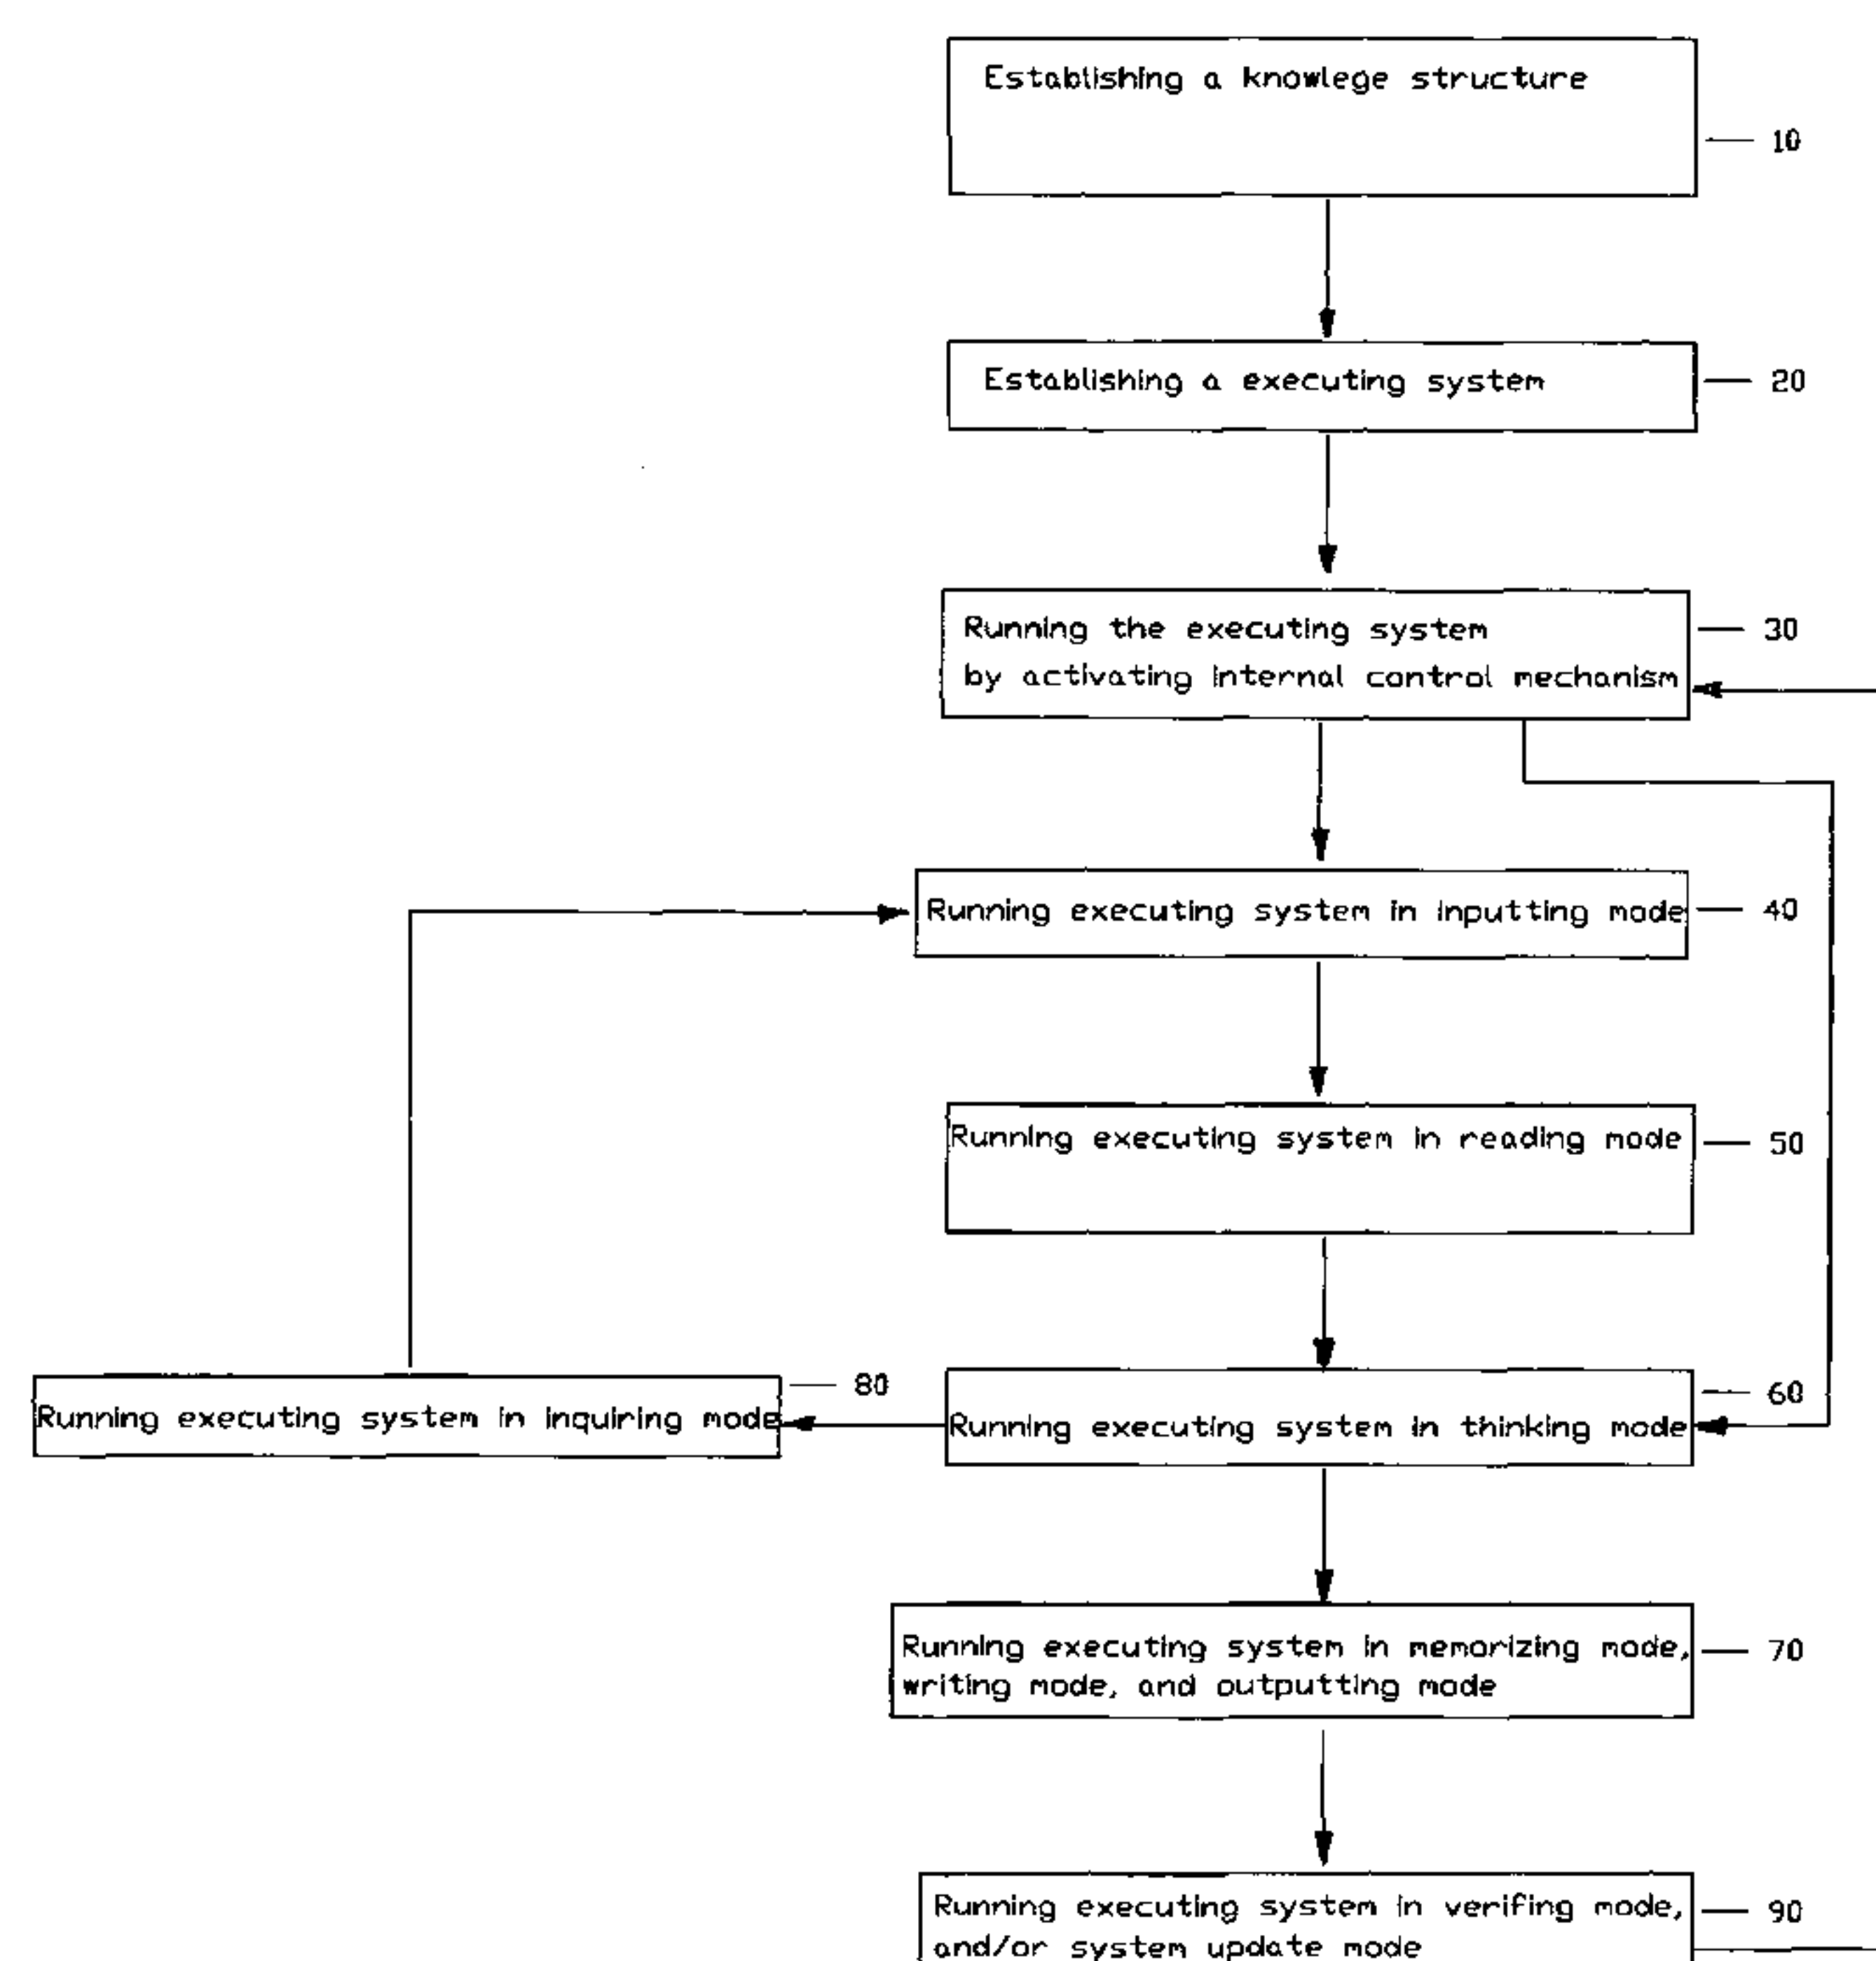 Establishing a knowlege structure
10
Establishing a executing system
20
Running the executing system
30
by activating internal control mechanism
Running executing system in inputting mode
40
Running executing system in reading mode
50
80
60
Running executing system in inquiring mode
Running executing system in thinking mode
Running executing system in memorizing mode,
70
writing mode, and outputting mode
Running executing system in verifing mode,
90
and/or system update mode